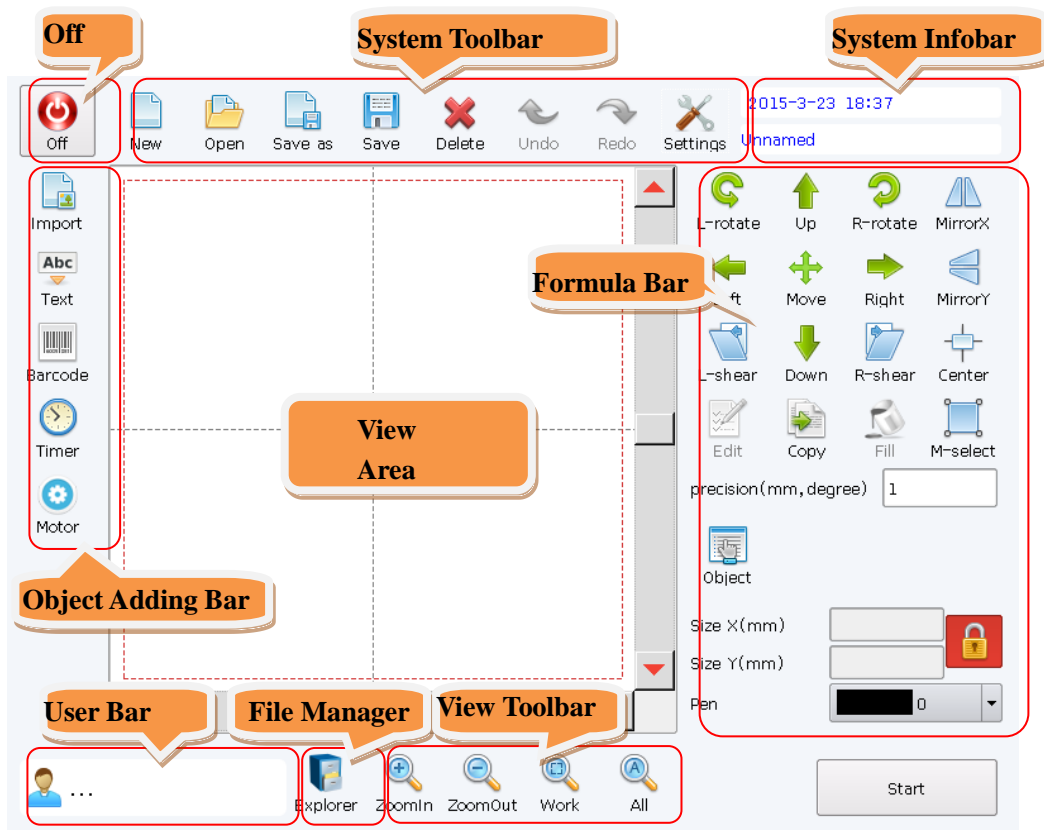 Off
System Toolbar
System Infobar
Off
New
Open
Save as
Save
Delete
Undo
Redo
Settings
2015-3-23 18:37
Unnamed
Import
Text
Abc
Barcode
Timer
Motor
Object Adding Bar
View
Area
Formula Bar
L-rotate
Up
R-rotate
MirrorX
Move
Right
MirrorY
L-shear
Down
R-shear
Center
Edit
Copy
Fill
M-select
precision(mm,degree)
1
Object
Size X(mm)
Size Y(mm)
Pen
0
User Bar
File Manager
View Toolbar
...
Explorer
ZoomIn
ZoomOut
Work
A
All
Start